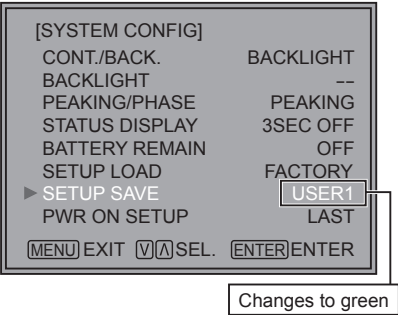 [SYSTEM CONFIG]
CONT./BACK. BACKLIGHT
BACKLIGHT --
PEAKING/PHASE PEAKING
STATUS DISPLAY 3SEC OFF
BATTERY REMAIN OFF
SETUP LOAD FACTORY
▶ SETUP SAVE USER1
PWR ON SETUP LAST
MENU EXIT V Λ SEL. ENTER ENTER
Changes to green